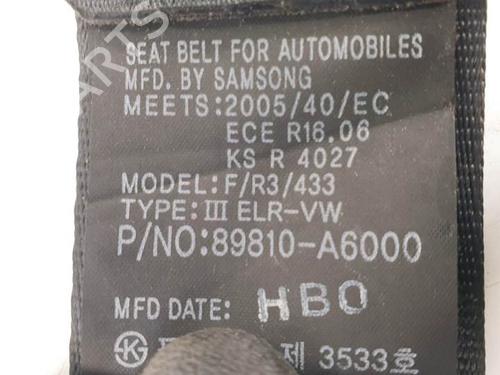 SEAT BELT FOR AUTOMOBILES
MFD. BY SAMSONG
MEETS:2005/40/EC
ECE R16.06
KS R 4027
MODEL:F/R3/433
TYPE:III ELR-VW
P/NO:89810-A6000
MFD DATE: HBO
제 3533호